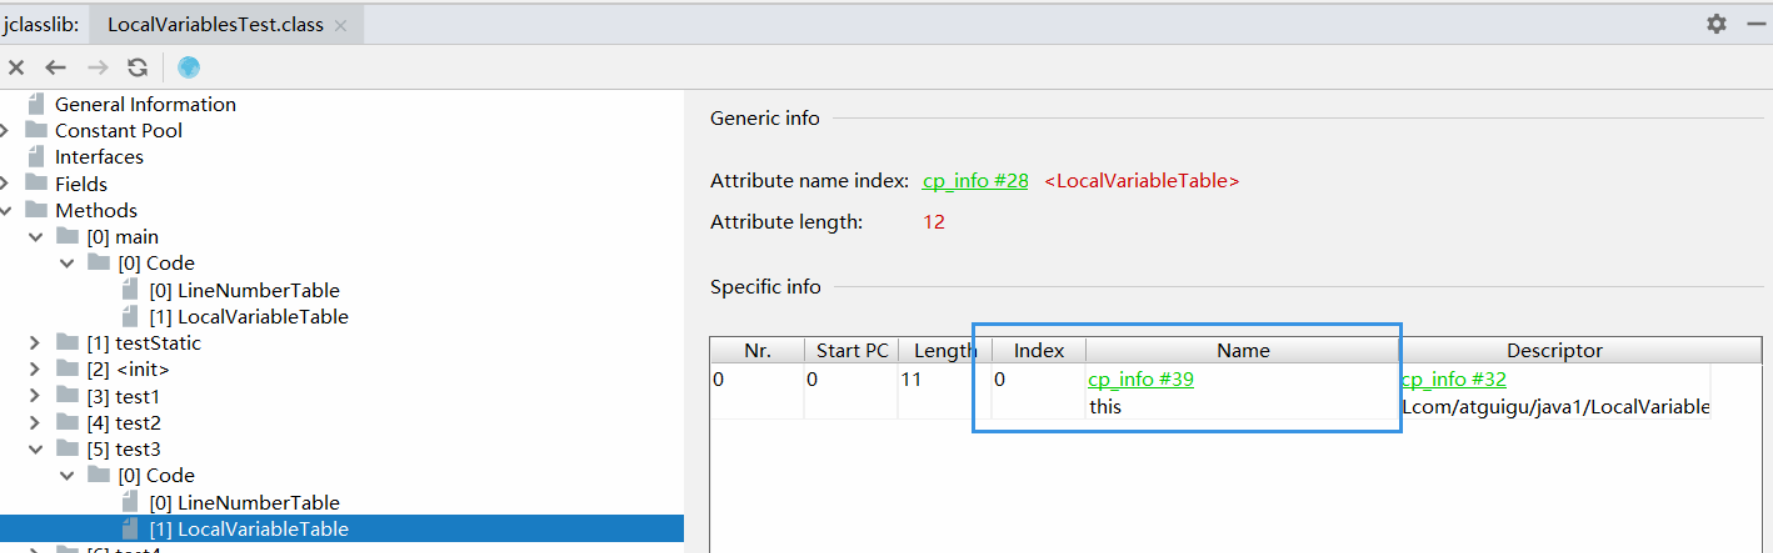 jclasslib: LocalVariablesTest.class
General Information
Constant Pool
Interfaces
Fields
Methods
[0] main
[0] Code
[0] LineNumberTable
[1] LocalVariableTable
[1] testStatic
[2] <init>
[3] test1
[4] test2
[5] test3
[0] Code
[0] LineNumberTable
[1] LocalVariableTable
[6] test4
Generic info
Attribute name index: cp_info #28 <LocalVariableTable>
Attribute length: 12
Specific info
Nr. Start PC Length Index Name Descriptor
0 0 11 0 cp_info #39 cp_info #32
this Lcom/atguigu/java1/LocalVariable